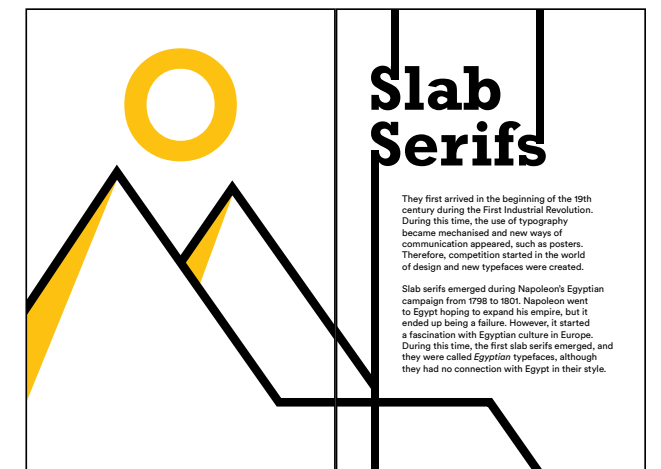 Slab
Serifs
They first arrived in the beginning of the 19th
century during the First Industrial Revolution.
During this time, the use of typography
became mechanised and new ways of
communication appeared, such as posters.
Therefore, competition started in the world
of design and new typefaces were created.
Slab serifs emerged during Napoleon's Egyptian
campaign from 1798 to 1801. Napoleon went
to Egypt hoping to expand his empire, but it
ended up being a failure. However, it started
a fascination with Egyptian culture in Europe.
During this time, the first slab serifs emerged, and
they were called Egyptian typefaces, although
they had no connection with Egypt in their style.